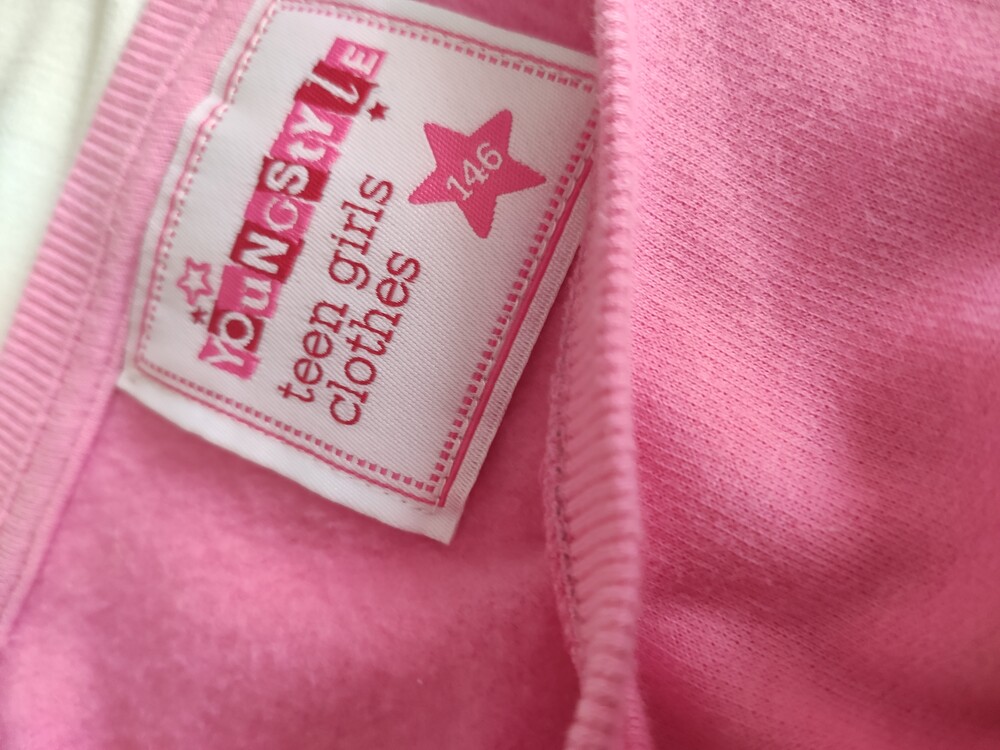 YOUNGSTYlE
teen girls
clothes
146